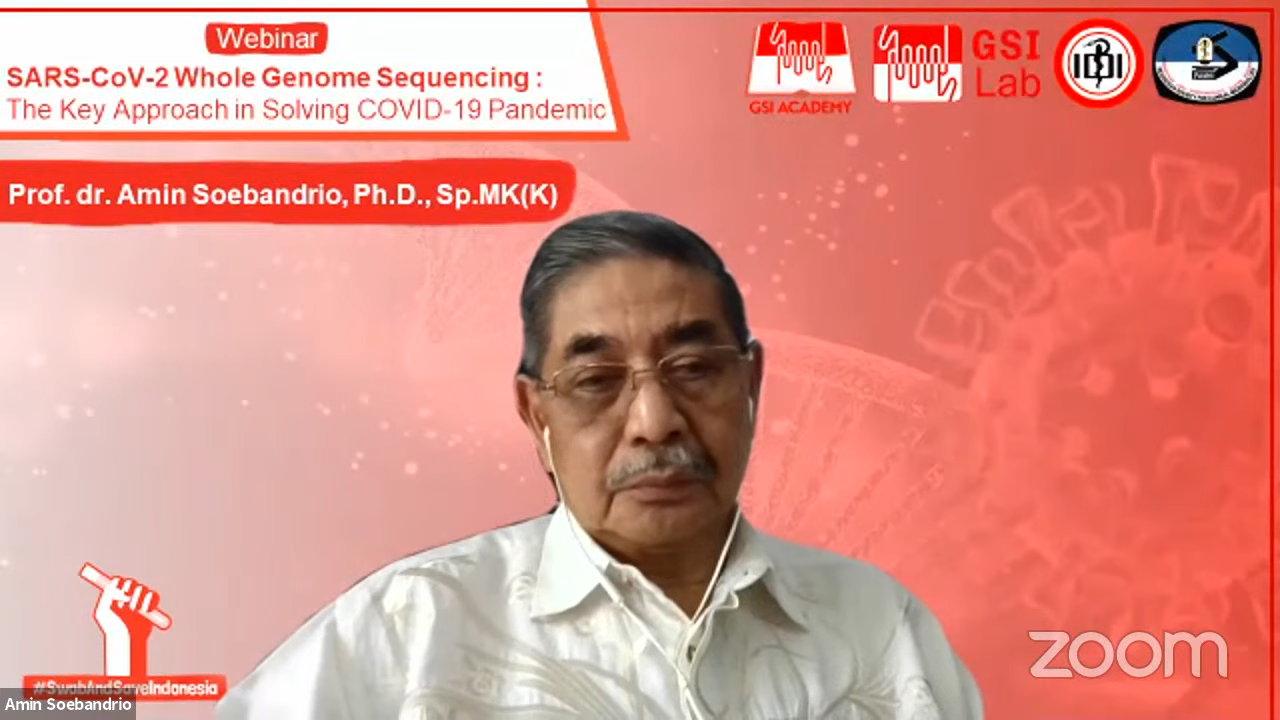 Webinar
SARS-CoV-2 Whole Genome Sequencing :
The Key Approach in Solving COVID-19 Pandemic
GSI ACADEMY
GSI
Lab
IDI
Prof. dr. Amin Soebandrio, Ph.D., Sp.MK(K)
#SwabAndSaveIndonesia
Amin Soebandrio
zoom